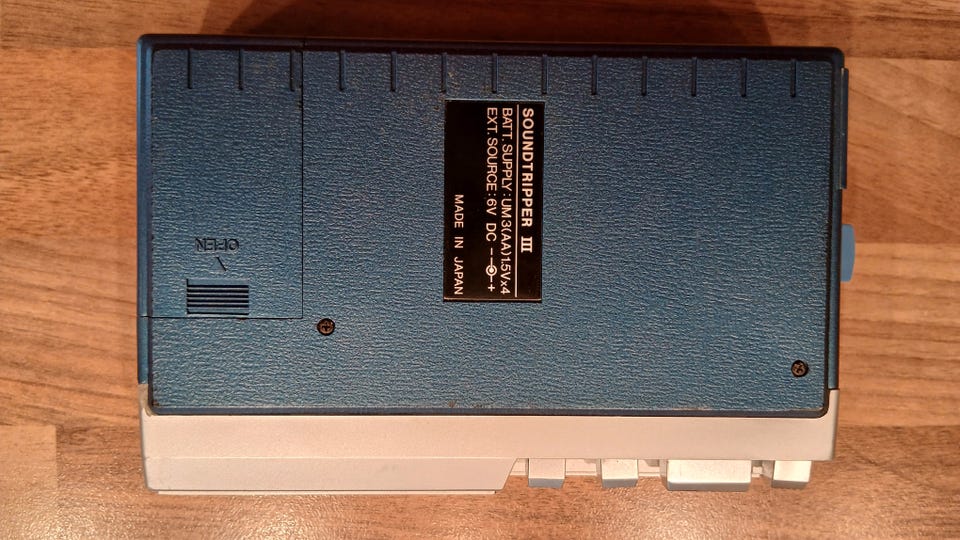 SOUNDTRIPPER III
BATT. SUPPLY : UM3(AA)1.5V×4
EXT. SOURCE : 6V DC -
+
MADE IN JAPAN
OPEN